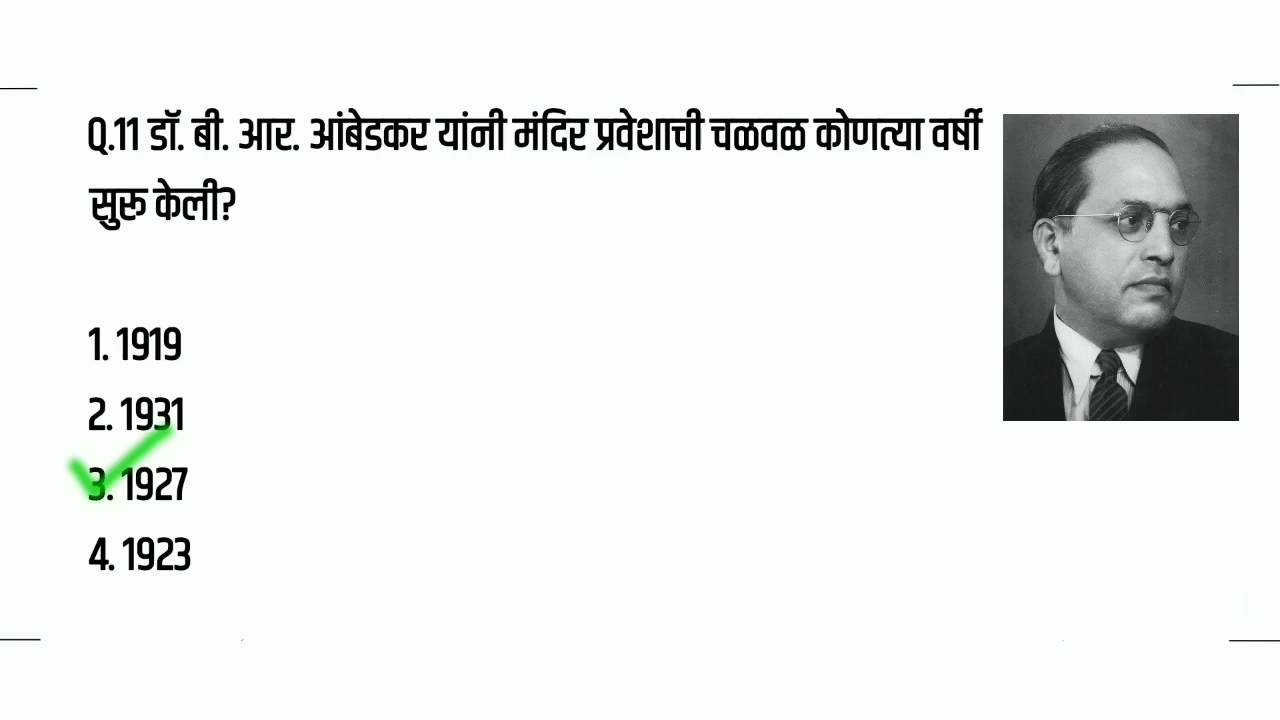 Q.11 डॉ. बी. आर. आंबेडकर यांनी मंदिर प्रवेशाची चळवळ कोणत्या वर्षी
सुरू केली?
1. 1919
2. 1931
3. 1927
4. 1923